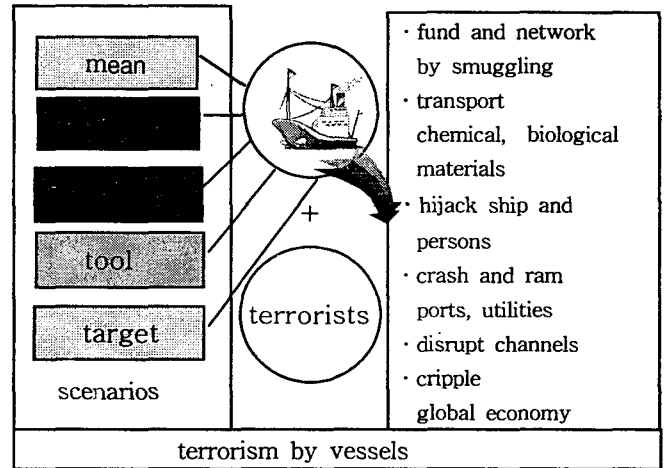 mean
tool
target
scenarios
+
terrorists
· fund and network
by smuggling
· transport
chemical, biological
materials
· hijack ship and
persons
· crash and ram
ports, utilities
· disrupt channels
· cripple
global economy
terrorism by vessels